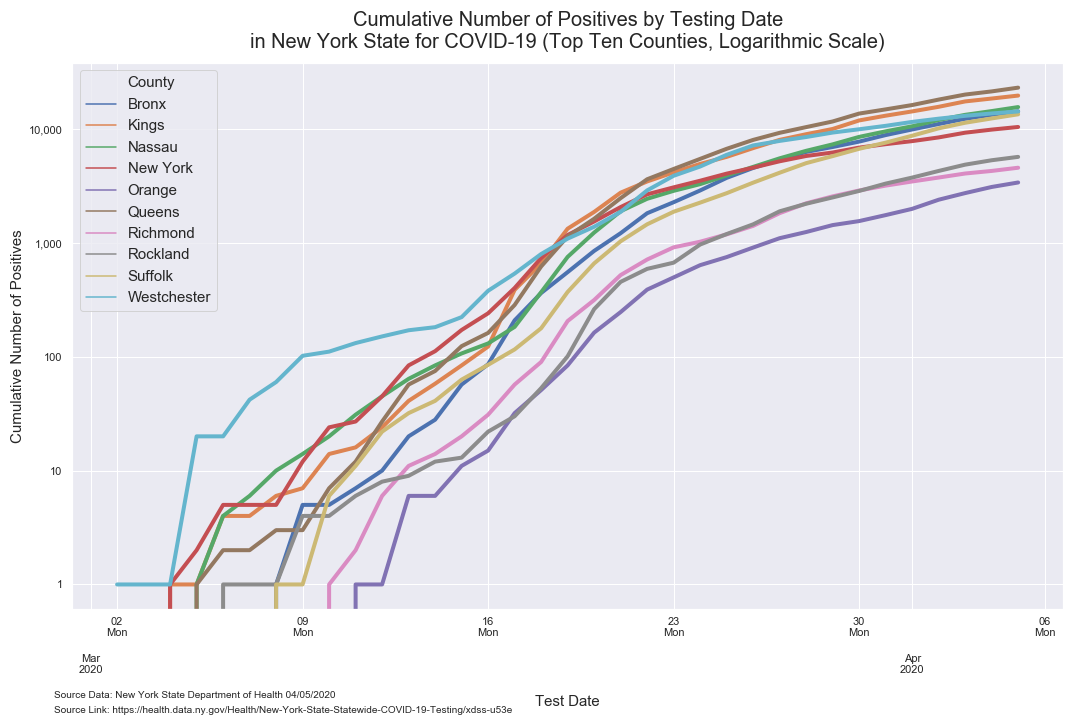 Cumulative Number of Positives by Testing Date
in New York State for COVID-19 (Top Ten Counties, Logarithmic Scale)
County
Bronx
Kings
Nassau
New York
Orange
Queens
Richmond
Rockland
Suffolk
Westchester
Cumulative Number of Positives
10,000
1,000
100
10
1
02 09 16 23 30 06
Mon Mon Mon Mon Mon Mon
Mar Apr
2020 2020
Test Date
Source Data: New York State Department of Health 04/05/2020
Source Link: https://health.data.ny.gov/Health/New-York-State-Statewide-COVID-19-Testing/xdss-u53e